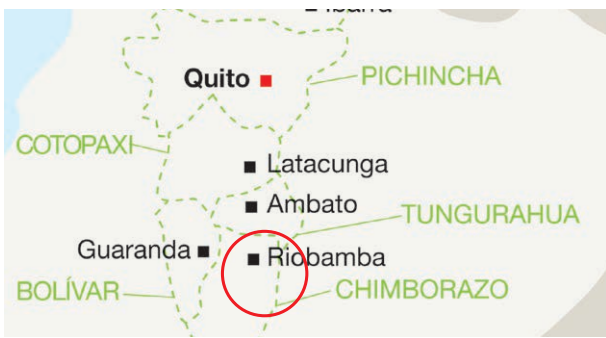 Quito
PICHINCHA
COTOPAXI
Latacunga
Ambato
TUNGURAHUA
Guaranda
Riobamba
BOLÍVAR
CHIMBORAZO